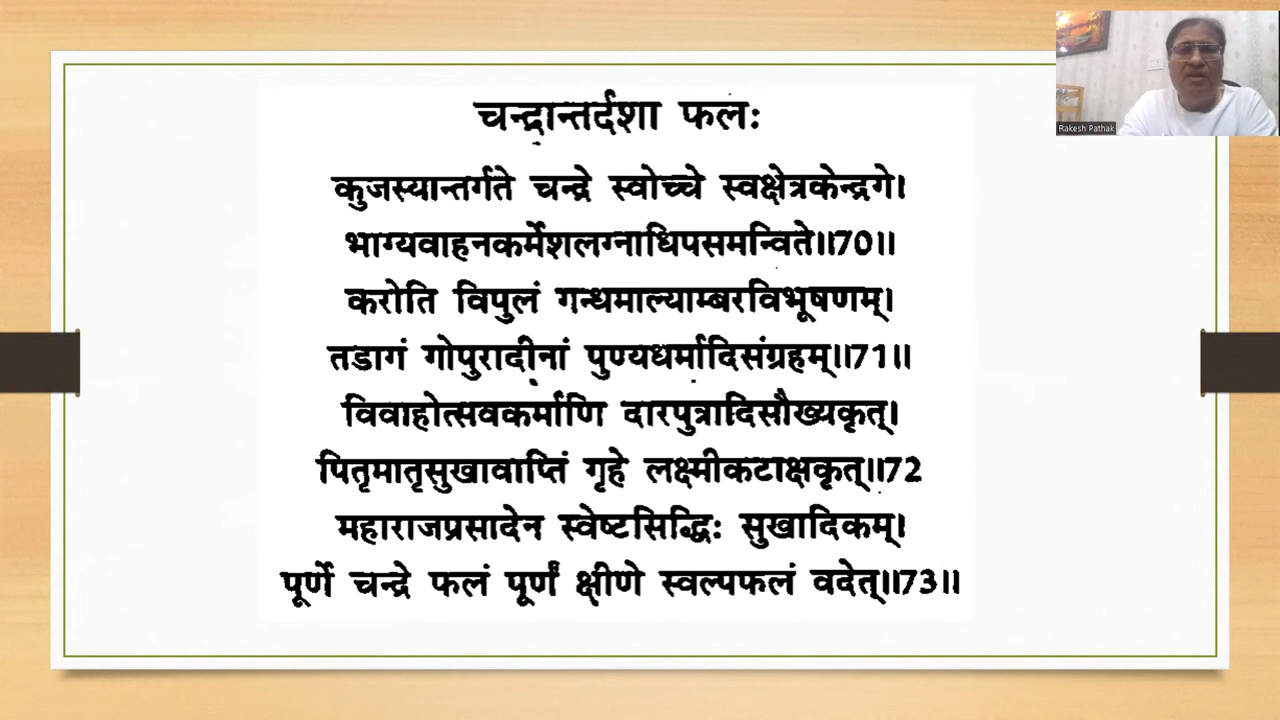 चन्द्रान्तर्दशा फलः
कुजस्यान्तर्गते चन्द्रे स्वोच्चे स्वक्षेत्रकेन्द्रगे।
भाग्यवाहनकर्मेशलग्नाधिपसमन्विते॥70॥
करोति विपुलं गन्धमाल्याम्बरविभूषणम्।
तडागं गोपुरादीनां पुण्यधर्मादिसंग्रहम्॥71॥
विवाहोत्सवकर्माणि दारपुत्रादिसौख्यकृत्।
पितृमातृसुखावाप्तिं गृहे लक्ष्मीकटाक्षकृत्॥72
महाराजप्रसादेन स्वेष्टसिद्धिः सुखादिकम्।
पूर्णे चन्द्रे फलं पूर्णं क्षीणे स्वल्पफलं वदेत्॥73॥
Rakesh Pathak